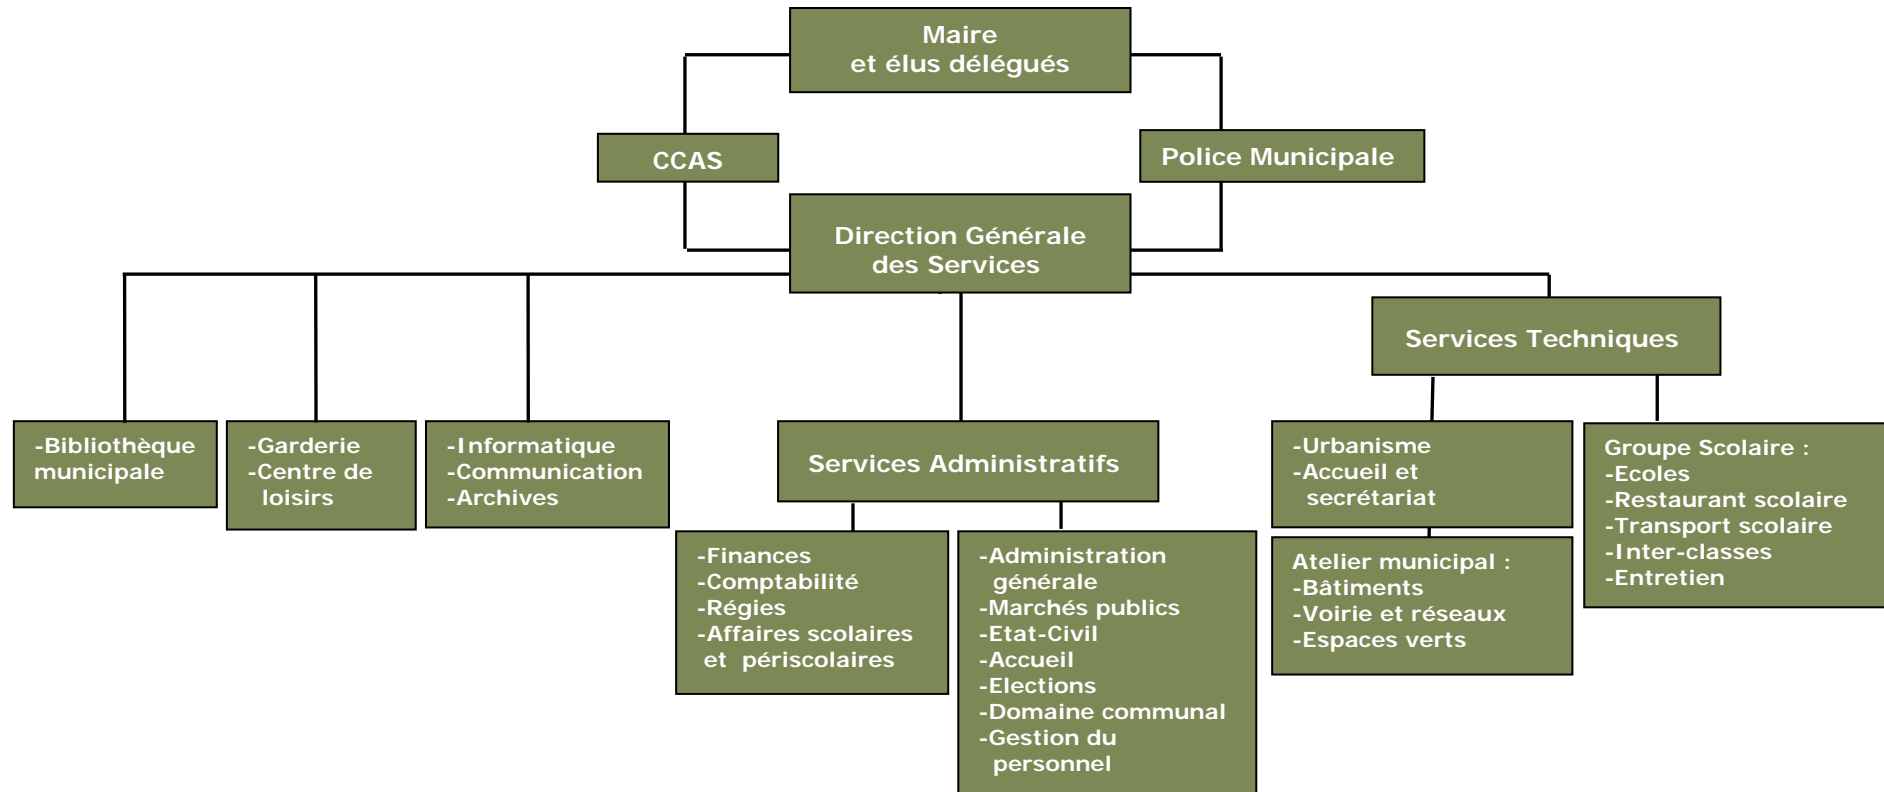 Maire
et élus délégués
CCAS
Police Municipale
Direction Générale
des Services
Services Techniques
-Bibliothèque
municipale
-Garderie
-Centre de
loisirs
-Informatique
-Communication
-Archives
Services Administratifs
-Urbanisme
-Accueil et
secrétariat
Groupe Scolaire :
-Ecoles
-Restaurant scolaire
-Transport scolaire
-Inter-classes
-Entretien
-Finances
-Comptabilité
-Régies
-Affaires scolaires
et périscolaires
-Administration
générale
-Marchés publics
-Etat-Civil
-Accueil
-Elections
-Domaine communal
-Gestion du
personnel
Atelier municipal :
-Bâtiments
-Voirie et réseaux
-Espaces verts